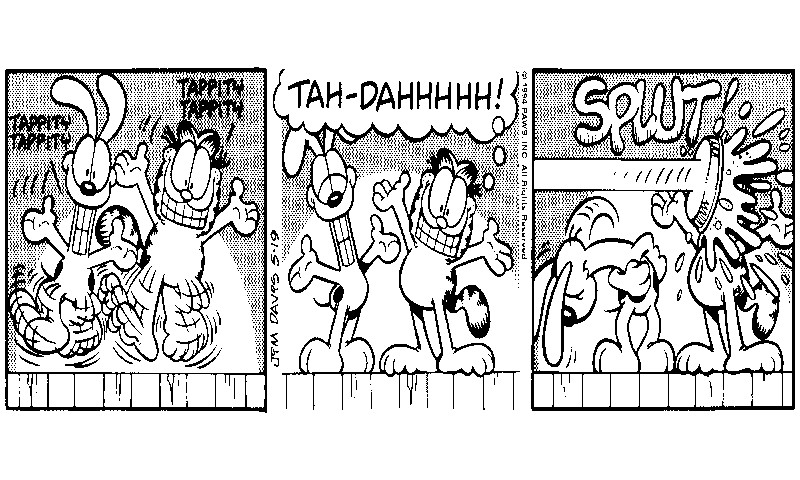 TAPPITY
TAPPITY
TAPPITY
TAPPITY
JIM DAVIS 5-19
TAH-DAHHHHH!
© 1994 PAWS, INC. All Rights Reserved
SPLUT